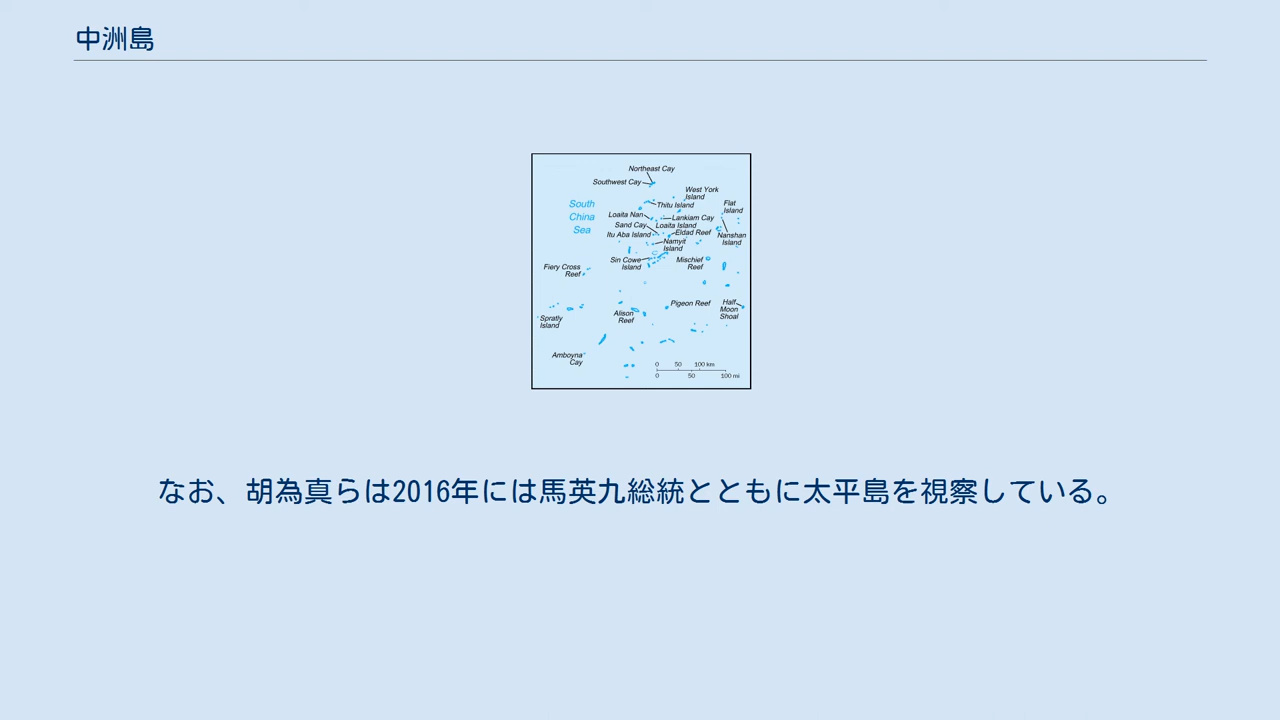 中洲島
Northeast Cay
Southwest Cay
West York
Island
Thitu Island
Flat
Island
South
China
Sea
Loaita Nan
Lankiam Cay
Sand Cay
Loaita Island
Itu Aba Island
Eldad Reef
Nanshan
Island
Namyit
Island
Sin Cowe
Island
Mischief
Reef
Fiery Cross
Reef
Pigeon Reef
Half
Moon
Shoal
Alison
Reef
Spratly
Island
Amboyna
Cay
0 50 100 km
0 50 100 mi
なお、胡為真らは2016年には馬英九総統とともに太平島を視察している。